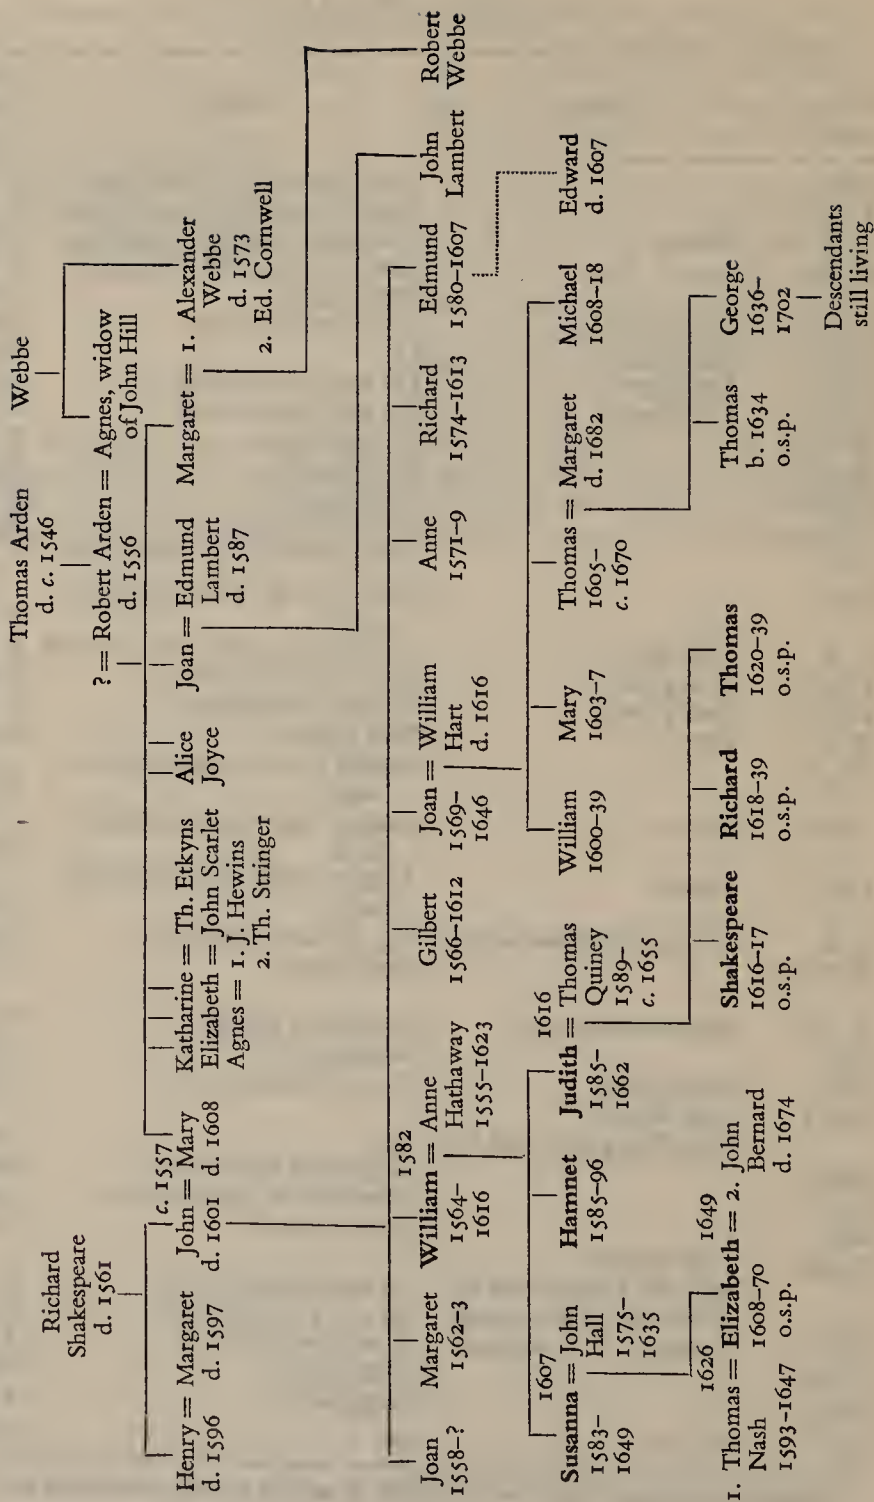 Richard
Shakespeare
d. 1561
Thomas Arden
d. c. 1546
Webbe
? = Robert Arden = Agnes, widow
d. 1556
of John Hill
c. 1557
Henry = Margaret
d. 1596 d. 1597
John = Mary
d. 1601 d. 1608
Katharine = Th. Etkyns
Elizabeth = John Scarlet
Agnes = 1. J. Hewins
2. Th. Stringer
Alice
Joyce
Joan = Edmund
Lambert
d. 1587
Margaret = 1. Alexander
Webbe
d. 1573
2. Ed. Cornwell
Joan
1558–?
Margaret
1562–3
1582
William = Anne
1564–
1616
Hathaway
1555–1623
Gilbert
1566–1612
Joan = William
1569–
1646
Hart
d. 1616
Anne
1571–9
Richard
1574–1613
Edmund
1580–1607
John
Lambert
Robert
Webbe
1607
Susanna = John
1583–
1649
Hall
1575–
1635
Hamnet
1585–96
1616
Judith = Thomas
1585–
1662
Quiney
1589–
c. 1655
William
1600–39
Mary
1603–7
Thomas = Margaret
1605–
c. 1670
d. 1682
Michael
1608–18
Edward
d. 1607
1626
1649
1. Thomas = Elizabeth = 2. John
Nash
1593–1647
1608–70
o.s.p.
Bernard
d. 1674
Shakespeare
1616–17
o.s.p.
Richard
1618–39
o.s.p.
Thomas
1620–39
o.s.p.
Thomas
b. 1634
o.s.p.
George
1636–
1702
Descendants
still living